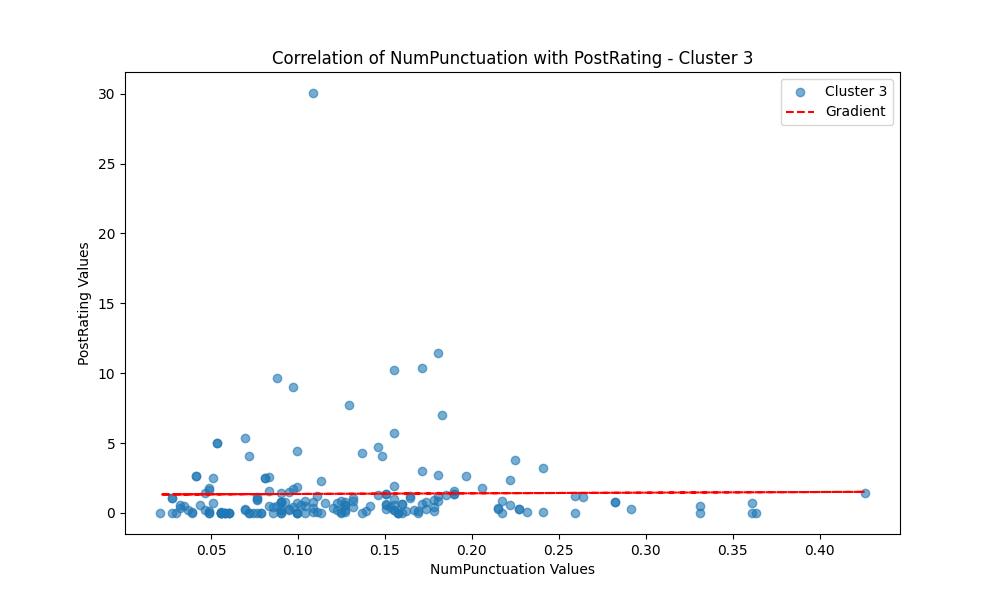 Correlation of NumPunctuation with PostRating - Cluster 3
Cluster 3
Gradient
PostRating Values
30
25
20
15
10
5
0
0.05 0.10 0.15 0.20 0.25 0.30 0.35 0.40
NumPunctuation Values